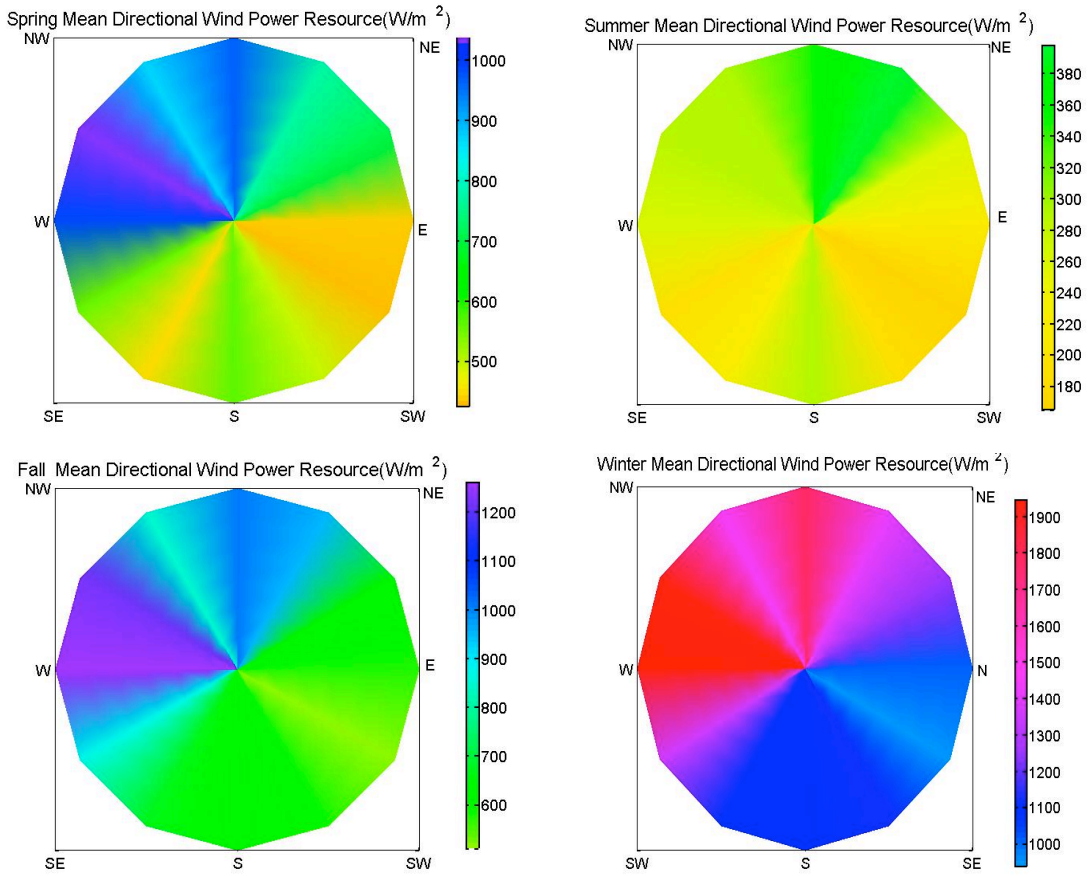 Spring Mean Directional Wind Power Resource(W/m 2)
NW
NE
W
E
SE
S
SW
1000
900
800
700
600
500
Summer Mean Directional Wind Power Resource(W/m 2)
NW
NE
W
E
SE
S
SW
380
360
340
320
300
280
260
240
220
200
180
Fall Mean Directional Wind Power Resource(W/m 2)
NW
NE
W
E
SE
S
SW
1200
1100
1000
900
800
700
600
Winter Mean Directional Wind Power Resource(W/m2)
NW
NE
W
N
SW
S
SE
1900
1800
1700
1600
1500
1400
1300
1200
1100
1000